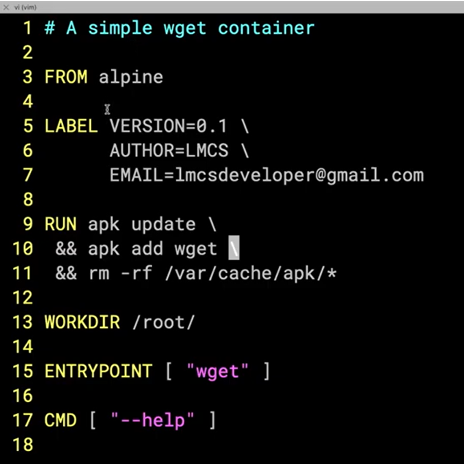 vi (vim)
1 # A simple wget container
2
3 FROM alpine
4
5 LABEL VERSION=0.1 \
6 AUTHOR=LMCS \
7 EMAIL=lmcsdeveloper@gmail.com
8
9 RUN apk update \
10 && apk add wget \
11 && rm -rf /var/cache/apk/*
12
13 WORKDIR /root/
14
15 ENTRYPOINT [ "wget" ]
16
17 CMD [ "--help" ]
18